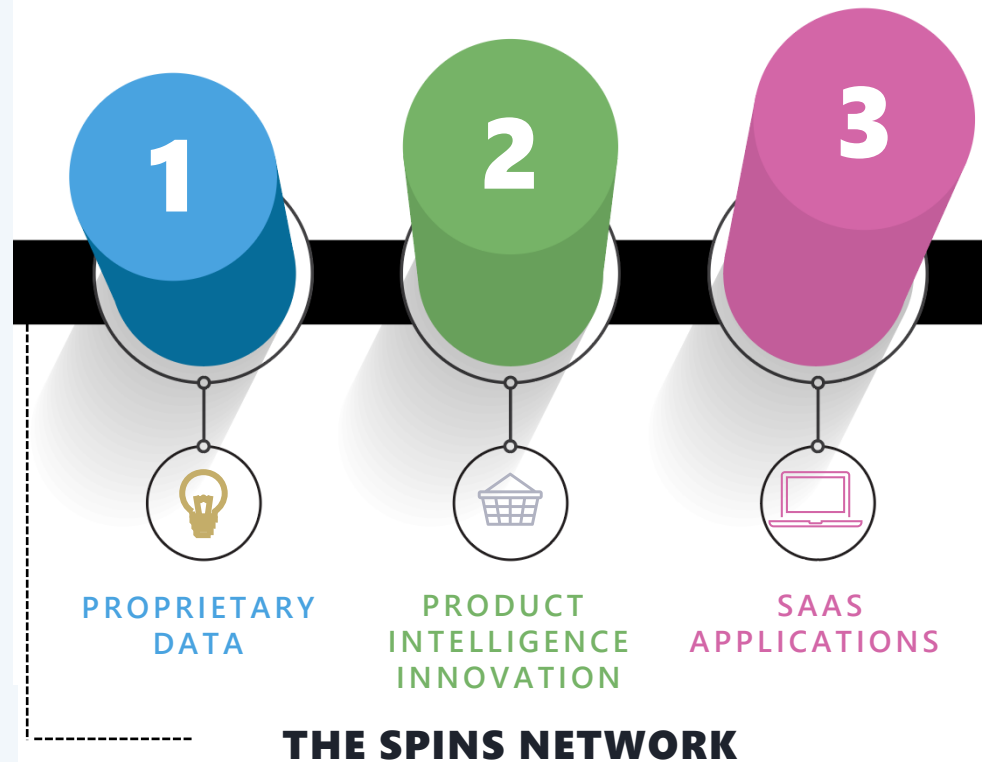 1
2
3
PROPRIETARY
DATA
PRODUCT
INTELLIGENCE
INNOVATION
SAAS
APPLICATIONS
THE SPINS NETWORK